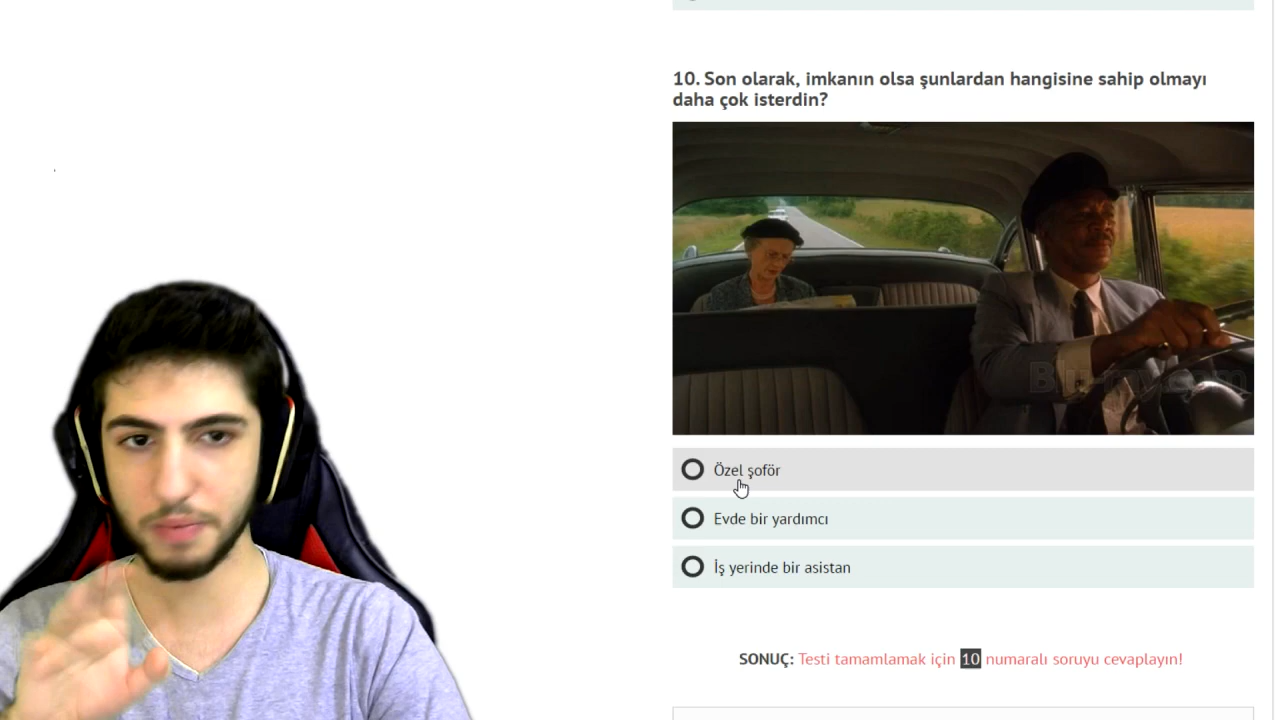 10. Son olarak, imkanın olsa şunlardan hangisine sahip olmayı
daha çok isterdin?
Özel şoför
Evde bir yardımcı
İş yerinde bir asistan
SONUÇ: Testi tamamlamak için 10 numaralı soruyu cevaplayın!